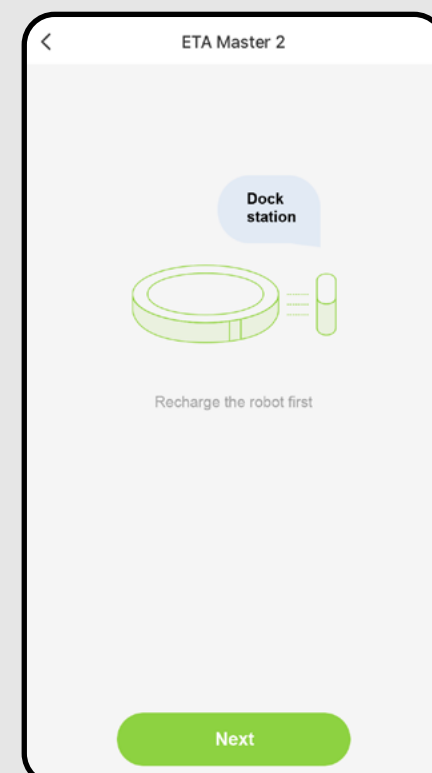 ETA Master 2
Dock
station
Recharge the robot first
Next